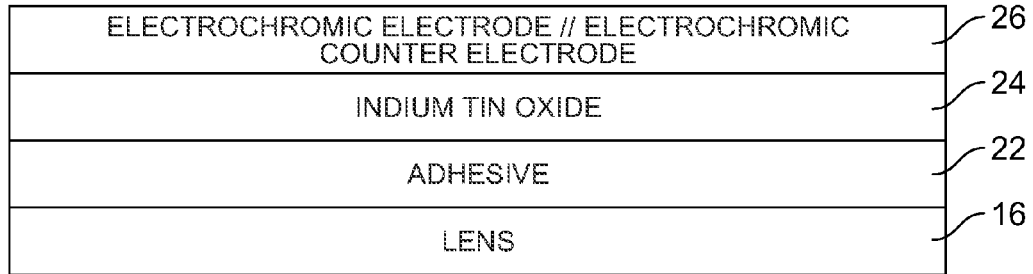 ELECTROCHROMIC ELECTRODE // ELECTROCHROMIC
COUNTER ELECTRODE
26
INDIUM TIN OXIDE
24
ADHESIVE
22
LENS
16